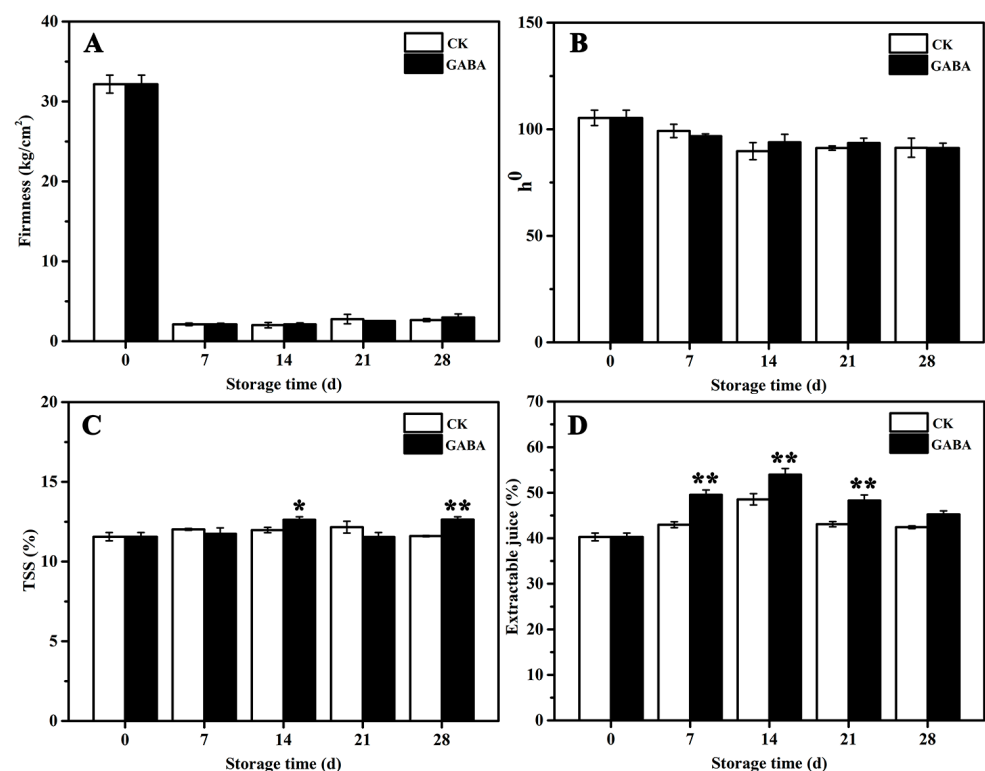 A
CK
GABA
Firmness (kg/cm²)
40
30
20
10
0
0 7 14 21 28
Storage time (d)
B
CK
GABA
h⁰
150
100
50
0
0 7 14 21 28
Storage time (d)
C
CK
GABA
TSS (%)
20
15
10
5
0
* **
0 7 14 21 28
Storage time (d)
D
CK
GABA
Extractable juice (%)
70
60
50
40
30
20
10
0
** ** **
0 7 14 21 28
Storage time (d)